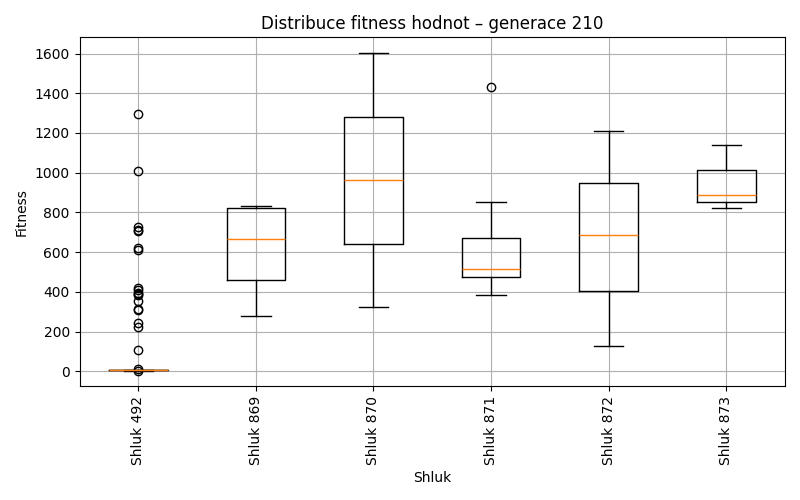 Distribuce fitness hodnot – generace 210
Fitness
1600
1400
1200
1000
800
600
400
200
0
Shluk 492
Shluk 869
Shluk 870
Shluk 871
Shluk 872
Shluk 873
Shluk